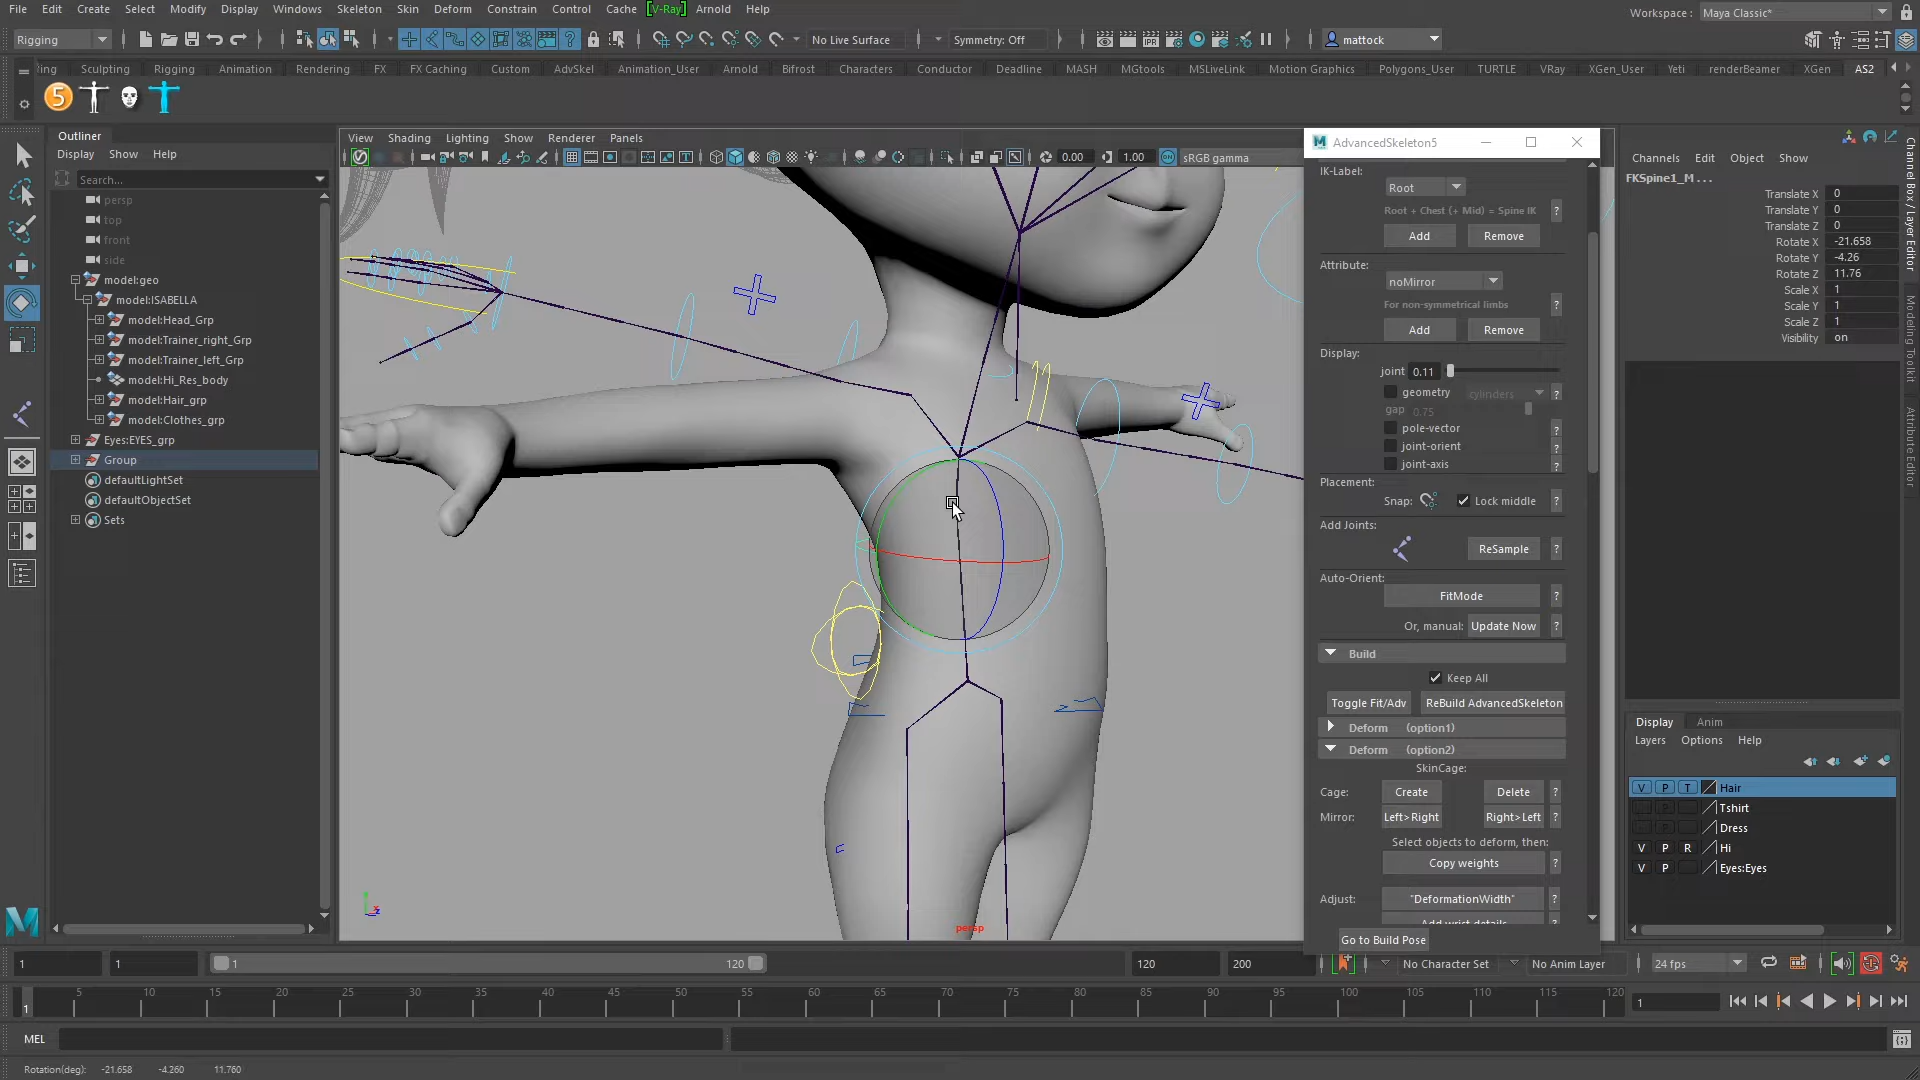 File Edit Create Select Modify Display Windows Skeleton Skin Deform Constrain Control Cache [V-Ray] Arnold Help
Workspace : Maya Classic*
Rigging
No Live Surface
Symmetry: Off
mattock
Sculpting Rigging Animation Rendering FX FX Caching Custom AdvSkel Animation_User Arnold Bifrost Characters Conductor Deadline MASH MGtools MSLiveLink Motion Graphics Polygons_User TURTLE VRay XGen_User Yeti renderBeamer XGen AS2
5
Outliner
Display Show Help
Search...
persp
top
front
side
model:geo
model:ISABELLA
model:Head_Grp
model:Trainer_right_Grp
model:Trainer_left_Grp
model:Hi_Res_body
model:Hair_grp
model:Clothes_grp
Eyes:EYES_grp
Group
defaultLightSet
defaultObjectSet
Sets
View Shading Lighting Show Renderer Panels
0.00 1.00 sRGB gamma
persp
AdvancedSkeleton5
IK-Label:
Root
Root + Chest (+ Mid) = Spine IK ?
Add Remove
Attribute:
noMirror
For non-symmetrical limbs ?
Add Remove
Display:
joint 0.11
geometry cylinders ?
gap 0.75
pole-vector ?
joint-orient ?
joint-axis ?
Placement:
Snap: Lock middle ?
Add Joints:
ReSample ?
Auto-Orient:
FitMode ?
Or, manual: Update Now ?
Build
Keep All
Toggle Fit/Adv ReBuild AdvancedSkeleton
Deform (option1)
Deform (option2)
SkinCage:
Cage: Create Delete ?
Mirror: Left>Right Right>Left ?
Select objects to deform, then:
Copy weights ?
Adjust: "DeformationWidth" ?
Add wrist details
Go to Build Pose
Channels Edit Object Show
FKSpine1_M . . .
Translate X 0
Translate Y 0
Translate Z 0
Rotate X -21.658
Rotate Y -4.26
Rotate Z 11.76
Scale X 1
Scale Y 1
Scale Z 1
Visibility on
Channel Box / Layer Editor
Modeling Toolkit
Attribute Editor
Display Anim
Layers Options Help
V P T Hair
P Tshirt
P Dress
V P R Hi
V P Eyes:Eyes
1 1 1 120 120 200 No Character Set No Anim Layer 24 fps
1 5 10 15 20 25 30 35 40 45 50 55 60 65 70 75 80 85 90 95 100 105 110 115 120 1
MEL
Rotation(deg): -21.658 -4.260 11.760